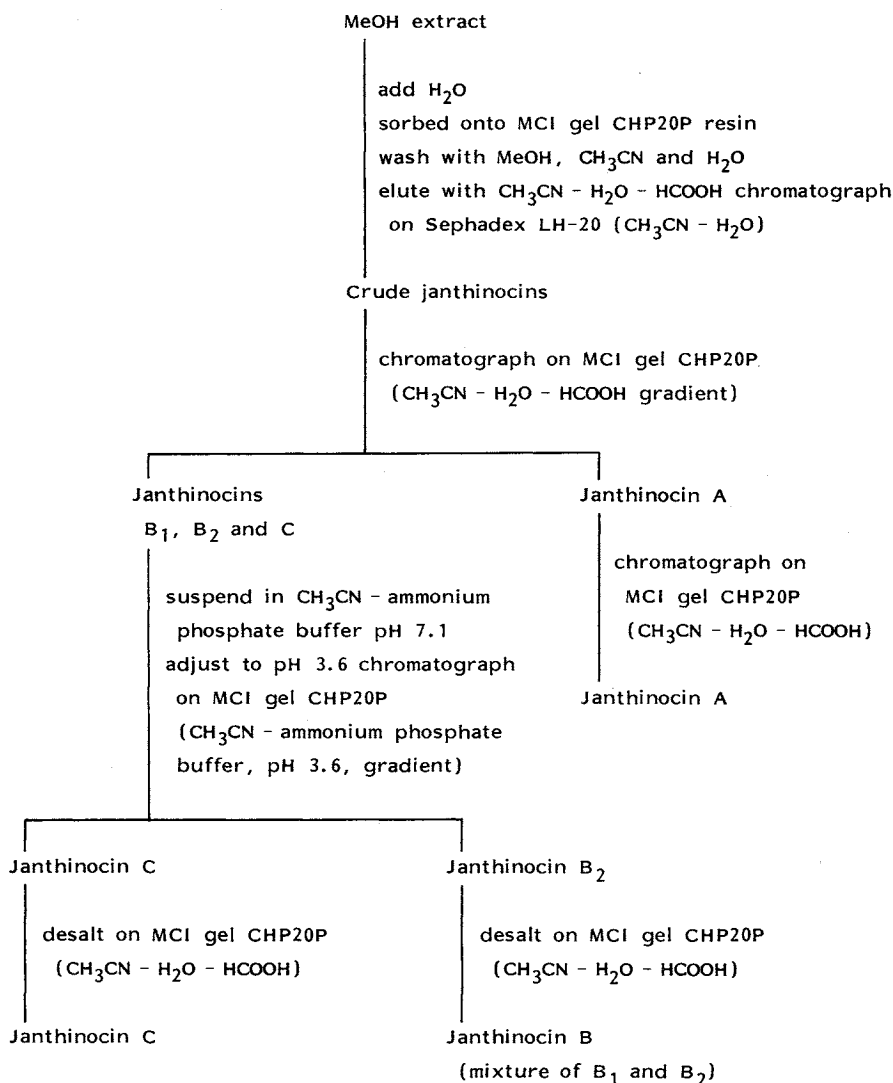 MeOH extract
add H₂O
sorbed onto MCI gel CHP20P resin
wash with MeOH, CH₃CN and H₂O
elute with CH₃CN - H₂O - HCOOH chromatograph
on Sephadex LH-20 (CH₃CN - H₂O)
Crude janthinocins
chromatograph on MCI gel CHP20P
(CH₃CN - H₂O - HCOOH gradient)
Janthinocins
B₁, B₂ and C
suspend in CH₃CN - ammonium
phosphate buffer pH 7.1
adjust to pH 3.6 chromatograph
on MCI gel CHP20P
(CH₃CN - ammonium phosphate
buffer, pH 3.6, gradient)
Janthinocin A
chromatograph on
MCI gel CHP20P
(CH₃CN - H₂O - HCOOH)
Janthinocin A
Janthinocin C
desalt on MCI gel CHP20P
(CH₃CN - H₂O - HCOOH)
Janthinocin C
Janthinocin B₂
desalt on MCI gel CHP20P
(CH₃CN - H₂O - HCOOH)
Janthinocin B
(mixture of B₁ and B₂)